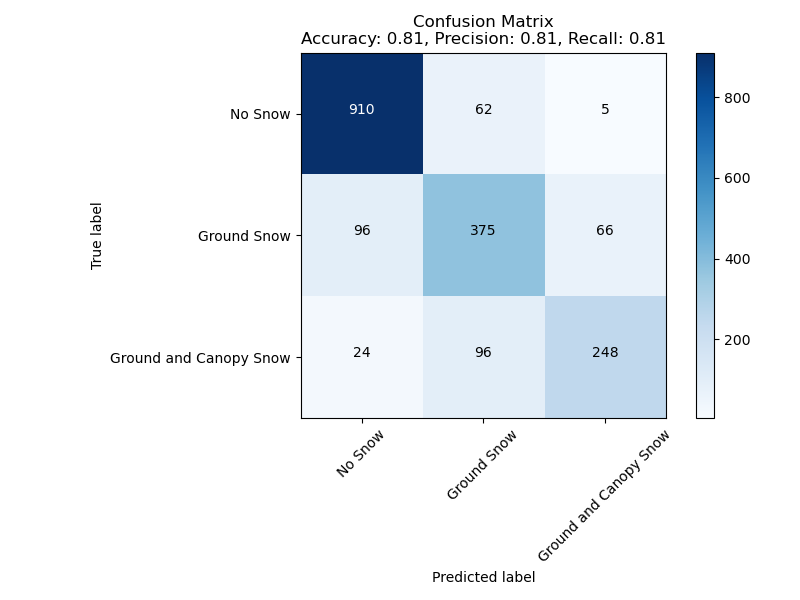 Confusion Matrix
Accuracy: 0.81, Precision: 0.81, Recall: 0.81
True label
No Snow
910 62 5
Ground Snow
96 375 66
Ground and Canopy Snow
24 96 248
No Snow
Ground Snow
Ground and Canopy Snow
Predicted label
800
600
400
200